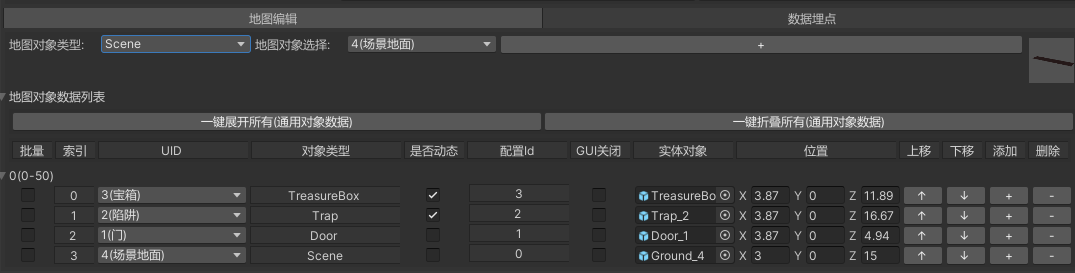 地图编辑 数据埋点
地图对象类型: Scene 地图对象选择: 4(场景地面) +
地图对象数据列表
一键展开所有(通用对象数据) 一键折叠所有(通用对象数据)
批量 索引 UID 对象类型 是否动态 配置Id GUI关闭 实体对象 位置 上移 下移 添加 删除
0(0-50)
0 3(宝箱) TreasureBox 3 TreasureBo X 3.87 Y 0 Z 11.89 ↑ ↓ + -
1 2(陷阱) Trap 2 Trap_2 X 3.87 Y 0 Z 16.67 ↑ ↓ + -
2 1(门) Door 1 Door_1 X 3.87 Y 0 Z 4.94 ↑ ↓ + -
3 4(场景地面) Scene 0 Ground_4 X 3 Y 0 Z 15 ↑ ↓ + -